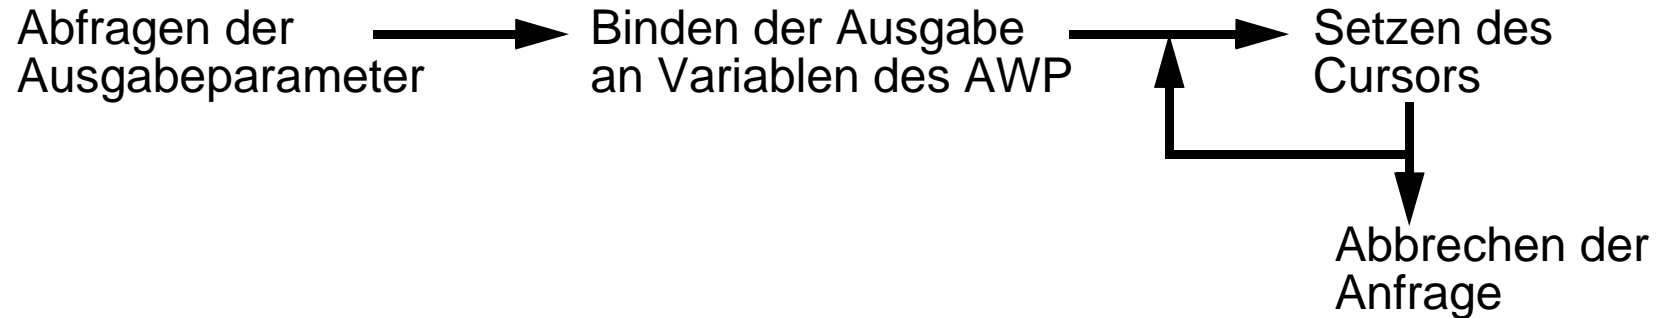 Abfragen der
Ausgabeparameter
Binden der Ausgabe
an Variablen des AWP
Setzen des
Cursors
Abbrechen der
Anfrage